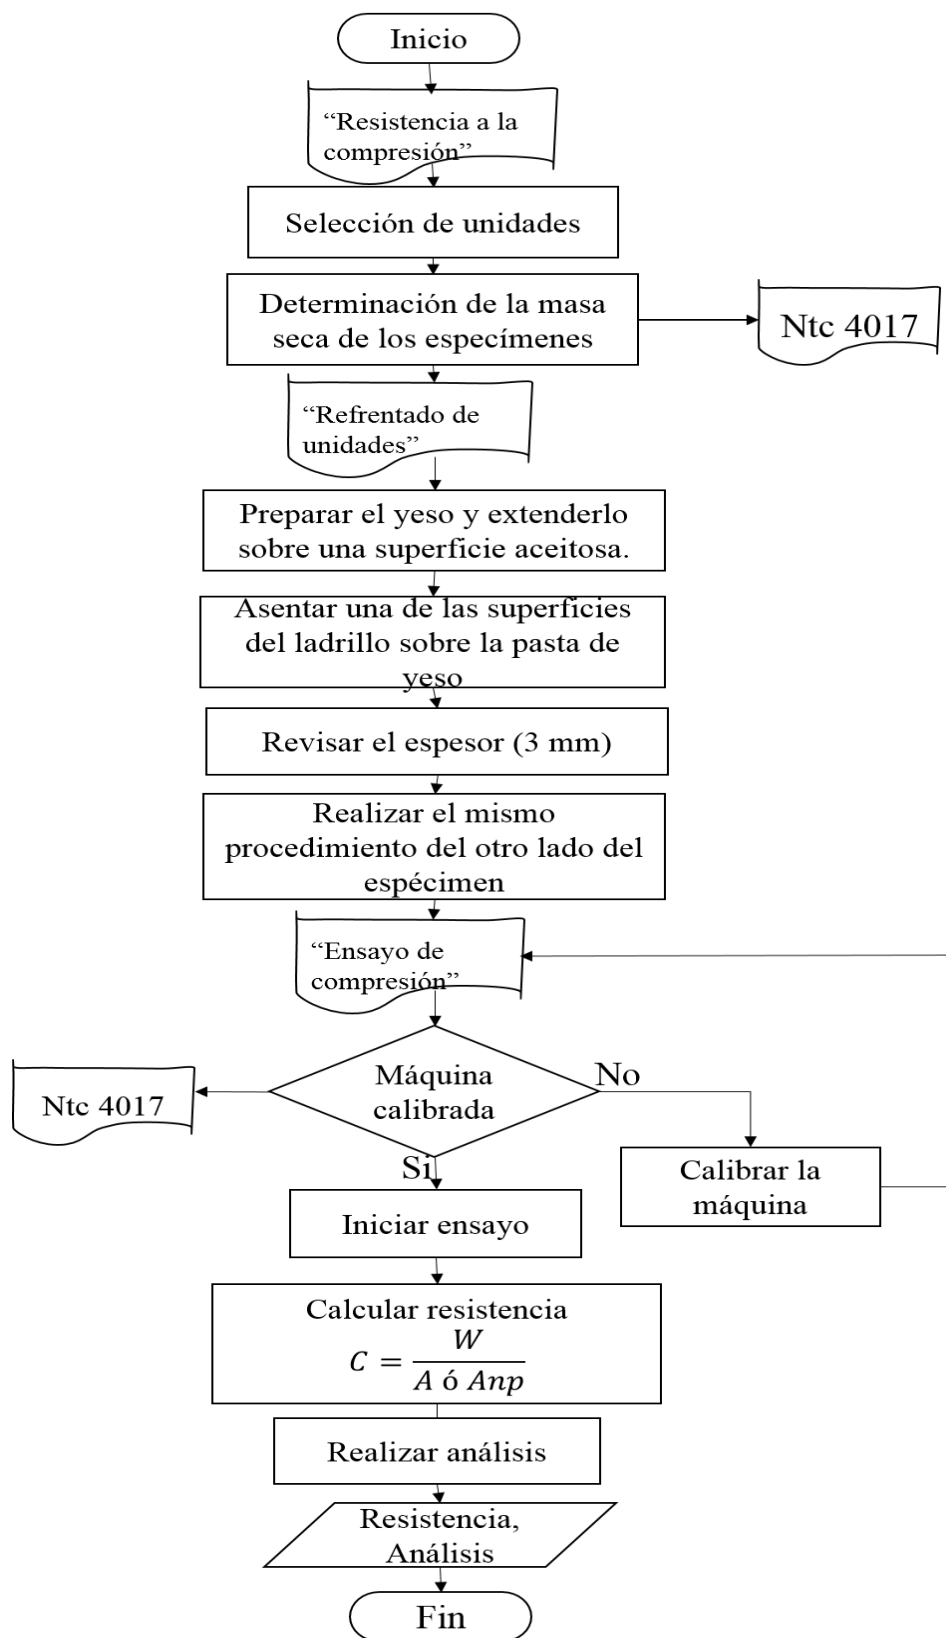 Inicio
“Resistencia a la
compresión”
Selección de unidades
Determinación de la masa
seca de los especímenes
Ntc 4017
“Refrentado de
unidades”
Preparar el yeso y extenderlo
sobre una superficie aceitosa.
Asentar una de las superficies
del ladrillo sobre la pasta de
yeso
Revisar el espesor (3 mm)
Realizar el mismo
procedimiento del otro lado del
espécimen
“Ensayo de
compresión”
Máquina
calibrada
No
Ntc 4017
Si
Calibrar la
máquina
Iniciar ensayo
Calcular resistencia
C = W / A ó Anp
Realizar análisis
Resistencia,
Análisis
Fin